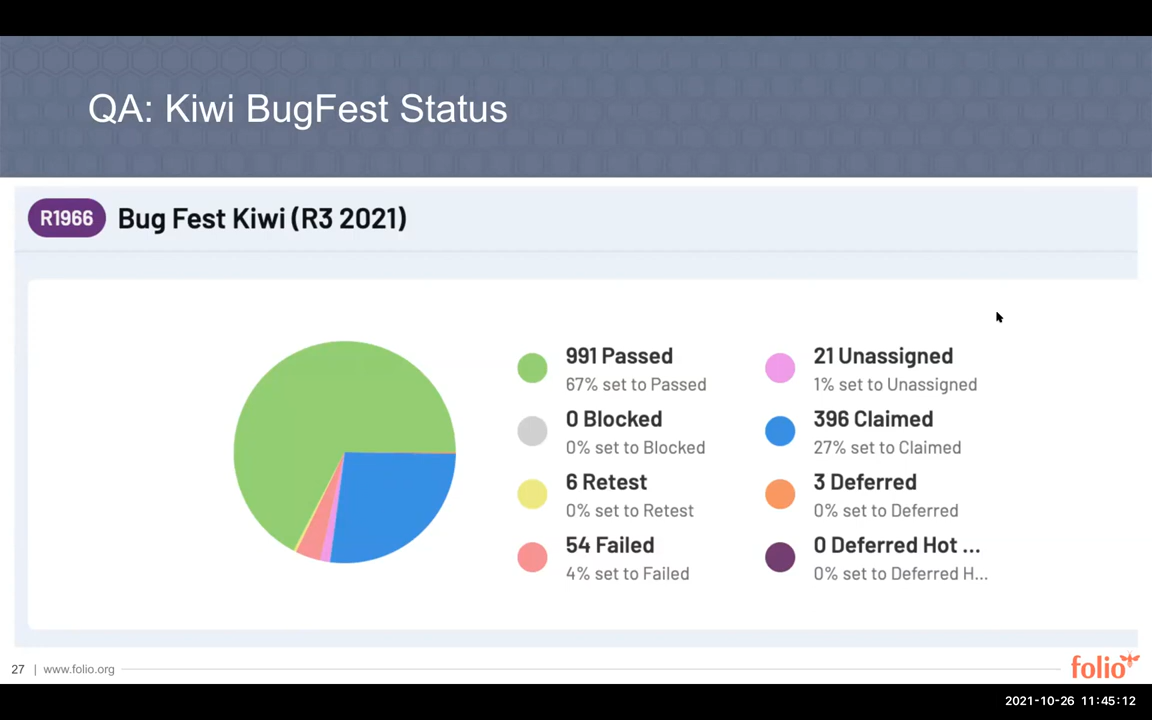 QA: Kiwi BugFest Status
R1966 Bug Fest Kiwi (R3 2021)
991 Passed
67% set to Passed
0 Blocked
0% set to Blocked
6 Retest
0% set to Retest
54 Failed
4% set to Failed
21 Unassigned
1% set to Unassigned
396 Claimed
27% set to Claimed
3 Deferred
0% set to Deferred
0 Deferred Hot ...
0% set to Deferred H...
27 | www.folio.org
folio
2021-10-26 11:45:12